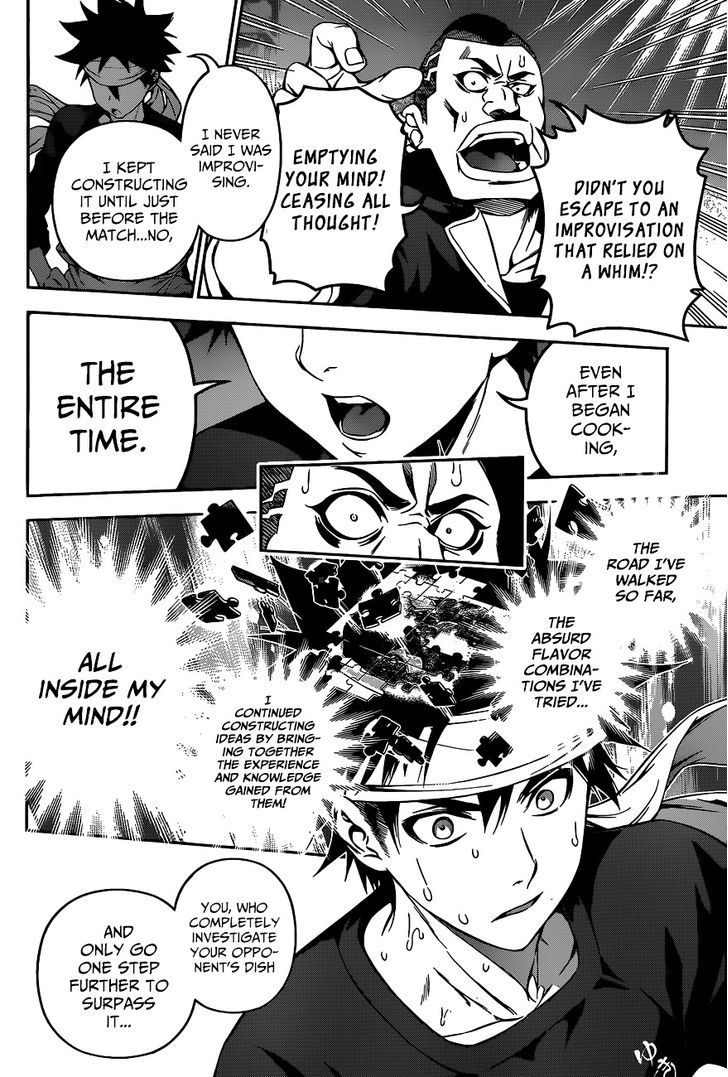 DIDN'T YOU
ESCAPE TO AN
IMPROVISATION
THAT RELIED ON
A WHIM!?
EMPTYING
YOUR MIND!
CEASING ALL
THOUGHT!
I NEVER
SAID I WAS
IMPROVI-
SING.
I KEPT
CONSTRUCTING
IT UNTIL JUST
BEFORE THE
MATCH...NO,
EVEN
AFTER I
BEGAN
COOK-
ING,
THE
ENTIRE
TIME.
THE
ROAD I'VE
WALKED
SO FAR,
THE
ABSURD
FLAVOR
COMBINA-
TIONS I'VE
TRIED...
I
CONTINUED
CONSTRUCTING
IDEAS BY BRING-
ING TOGETHER
THE EXPERIENCE
AND KNOWLEDGE
GAINED FROM
THEM!
ALL
INSIDE MY
MIND!!
YOU, WHO
COMPLETELY
INVESTIGATE
YOUR OPPO-
NENT'S DISH
AND
ONLY GO
ONE STEP
FURTHER TO
SURPASS
IT...
ゆき